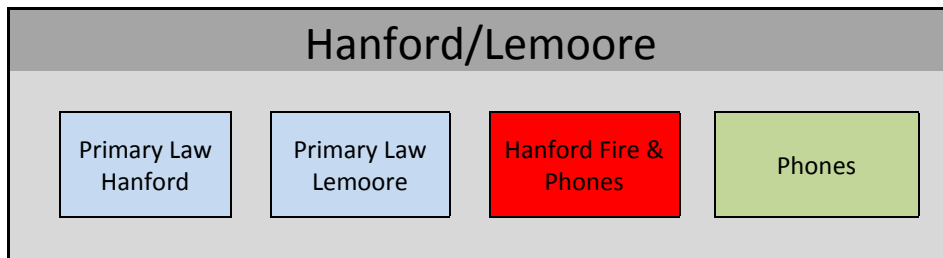 Hanford/Lemoore
Primary Law
Hanford
Primary Law
Lemoore
Hanford Fire &
Phones
Phones